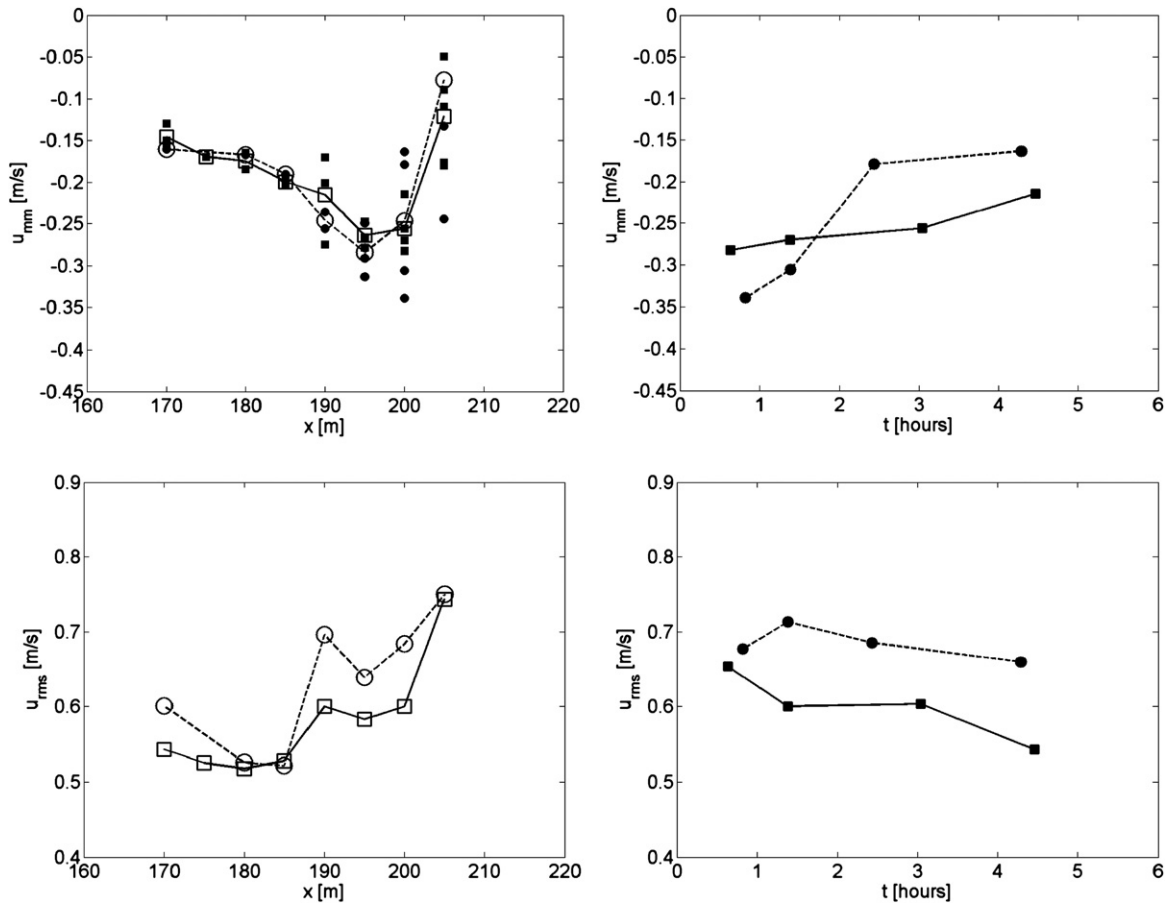 0
-0.05
-0.1
-0.15
-0.2
-0.25
-0.3
-0.35
-0.4
-0.45
u_mm [m/s]
160 170 180 190 200 210 220
x [m]
0
-0.05
-0.1
-0.15
-0.2
-0.25
-0.3
-0.35
-0.4
-0.45
u_mm [m/s]
0 1 2 3 4 5 6
t [hours]
0.9
0.8
0.7
0.6
0.5
0.4
u_rms [m/s]
160 170 180 190 200 210 220
x [m]
0.9
0.8
0.7
0.6
0.5
0.4
u_rms [m/s]
0 1 2 3 4 5 6
t [hours]